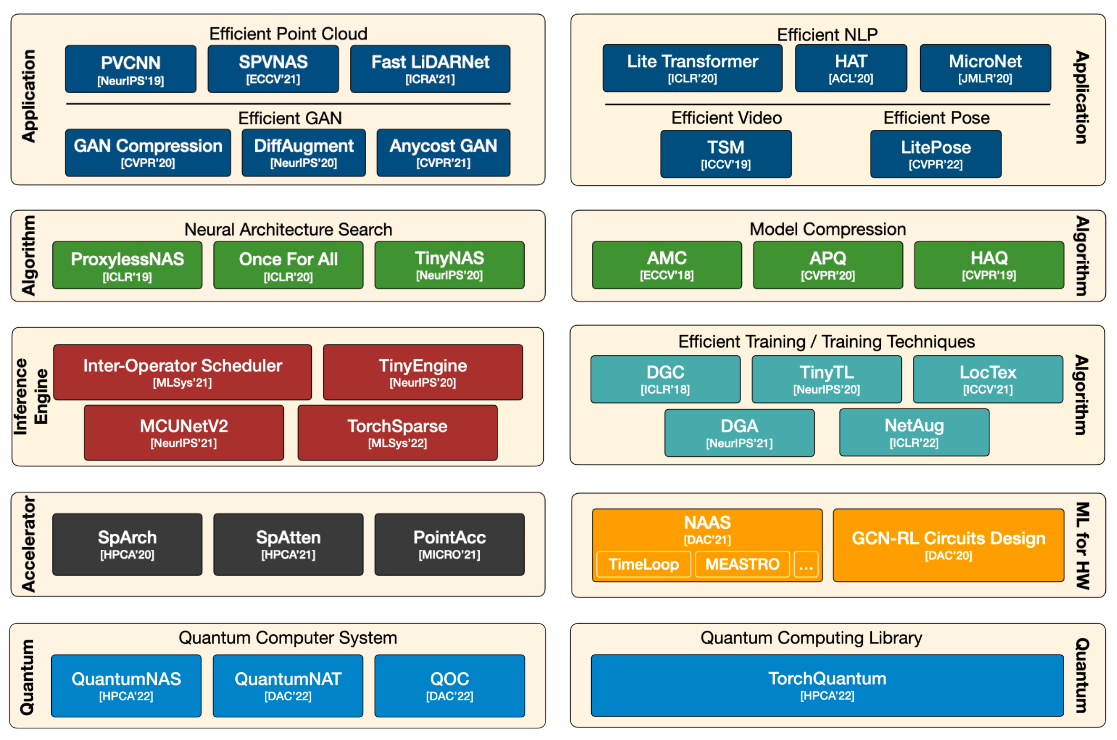 Application
Efficient Point Cloud
PVCNN
[NeurIPS'19]
SPVNAS
[ECCV'21]
Fast LiDARNet
[ICRA'21]
Efficient GAN
GAN Compression
[CVPR'20]
DiffAugment
[NeurIPS'20]
Anycost GAN
[CVPR'21]
Efficient NLP
Lite Transformer
[ICLR'20]
HAT
[ACL'20]
MicroNet
[JMLR'20]
Efficient Video
Efficient Pose
TSM
[ICCV'19]
LitePose
[CVPR'22]
Application
Algorithm
Neural Architecture Search
ProxylessNAS
[ICLR'19]
Once For All
[ICLR'20]
TinyNAS
[NeurIPS'20]
Model Compression
AMC
[ECCV'18]
APQ
[CVPR'20]
HAQ
[CVPR'19]
Algorithm
Inference
Engine
Inter-Operator Scheduler
[MLSys'21]
TinyEngine
[NeurIPS'20]
MCUNetV2
[NeurIPS'21]
TorchSparse
[MLSys'22]
Efficient Training / Training Techniques
DGC
[ICLR'18]
TinyTL
[NeurIPS'20]
LocTex
[ICCV'21]
DGA
[NeurIPS'21]
NetAug
[ICLR'22]
Algorithm
Accelerator
SpArch
[HPCA'20]
SpAtten
[HPCA'21]
PointAcc
[MICRO'21]
NAAS
[DAC'21]
TimeLoop
MEASTRO
...
GCN-RL Circuits Design
[DAC'20]
ML for HW
Quantum
Quantum Computer System
QuantumNAS
[HPCA'22]
QuantumNAT
[DAC'22]
QOC
[DAC'22]
Quantum Computing Library
TorchQuantum
[HPCA'22]
Quantum